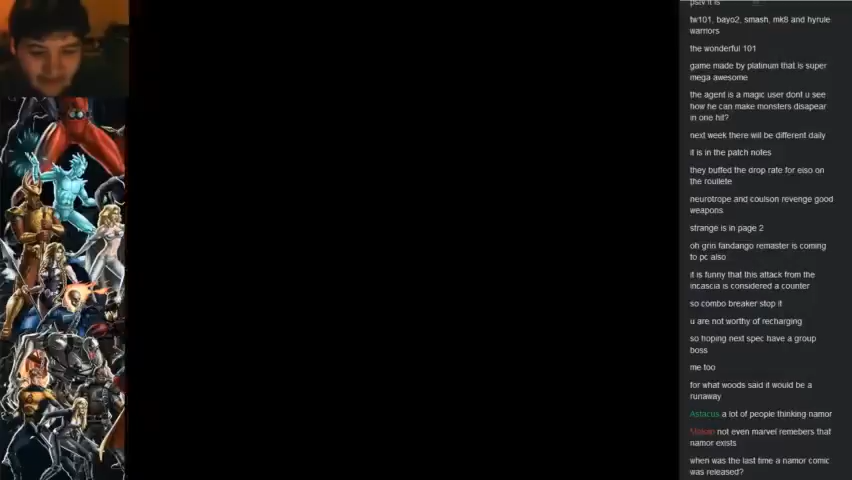 psiv it is
tw101, bayo2, smash, mk8 and hyrule
warriors
the wonderful 101
game made by platinum that is super
mega awesome
the agent is a magic user dont u see
how he can make monsters disapear
in one hit?
next week there will be different daily
it is in the patch notes
they buffed the drop rate for eiso on
the roullete
neurotrope and coulson revenge good
weapons
strange is in page 2
oh grin fandango remaster is coming
to pc also
it is funny that this attack from the
incascia is considered a counter
so combo breaker stop it
u are not worthy of recharging
so hoping next spec have a group
boss
me too
for what woods said it would be a
runaway
Astacus a lot of people thinking namor
not even marvel remebers that
namor exists
when was the last time a namor comic
was released?